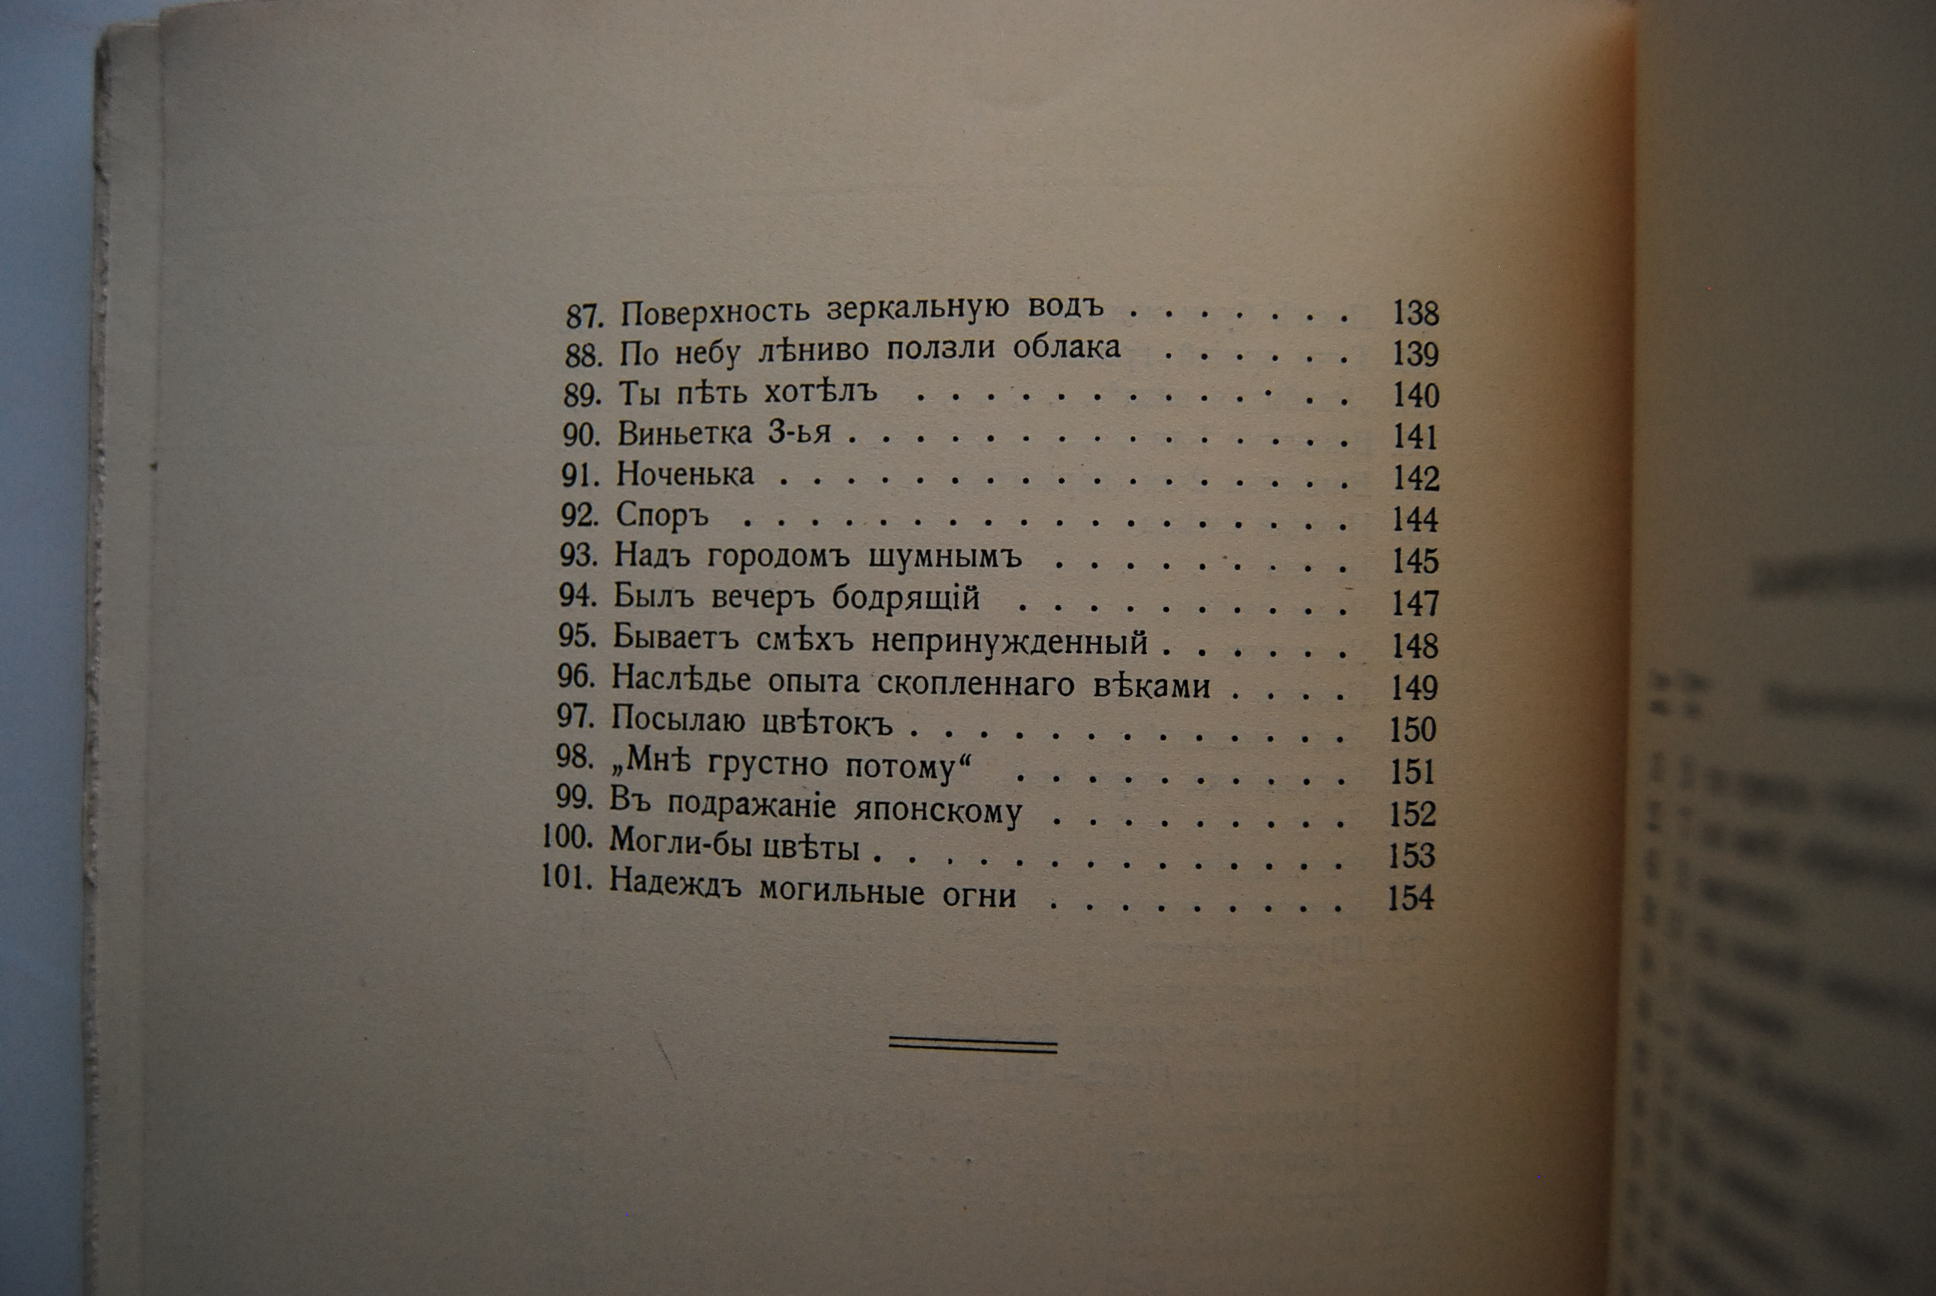 87. Поверхность зеркальную водъ . . . . . . . 138
88. По небу лѣниво ползли облака . . . . . . 139
89. Ты пѣть хотѣлъ . . . . . . . . . . . . . 140
90. Виньетка 3-ья . . . . . . . . . . . . . . . 141
91. Ноченька . . . . . . . . . . . . . . . . . 142
92. Споръ . . . . . . . . . . . . . . . . . . 144
93. Надъ городомъ шумнымъ . . . . . . . . . 145
94. Былъ вечеръ бодрящій . . . . . . . . . . 147
95. Бываетъ смѣхъ непринужденный . . . . . . 148
96. Наслѣдье опыта скопленнаго вѣками . . . . 149
97. Посылаю цвѣтокъ . . . . . . . . . . . . . 150
98. „Мнѣ грустно потому“ . . . . . . . . . . 151
99. Въ подражаніе японскому . . . . . . . . . 152
100. Могли-бы цвѣты . . . . . . . . . . . . . . 153
101. Надеждъ могильные огни . . . . . . . . . 154